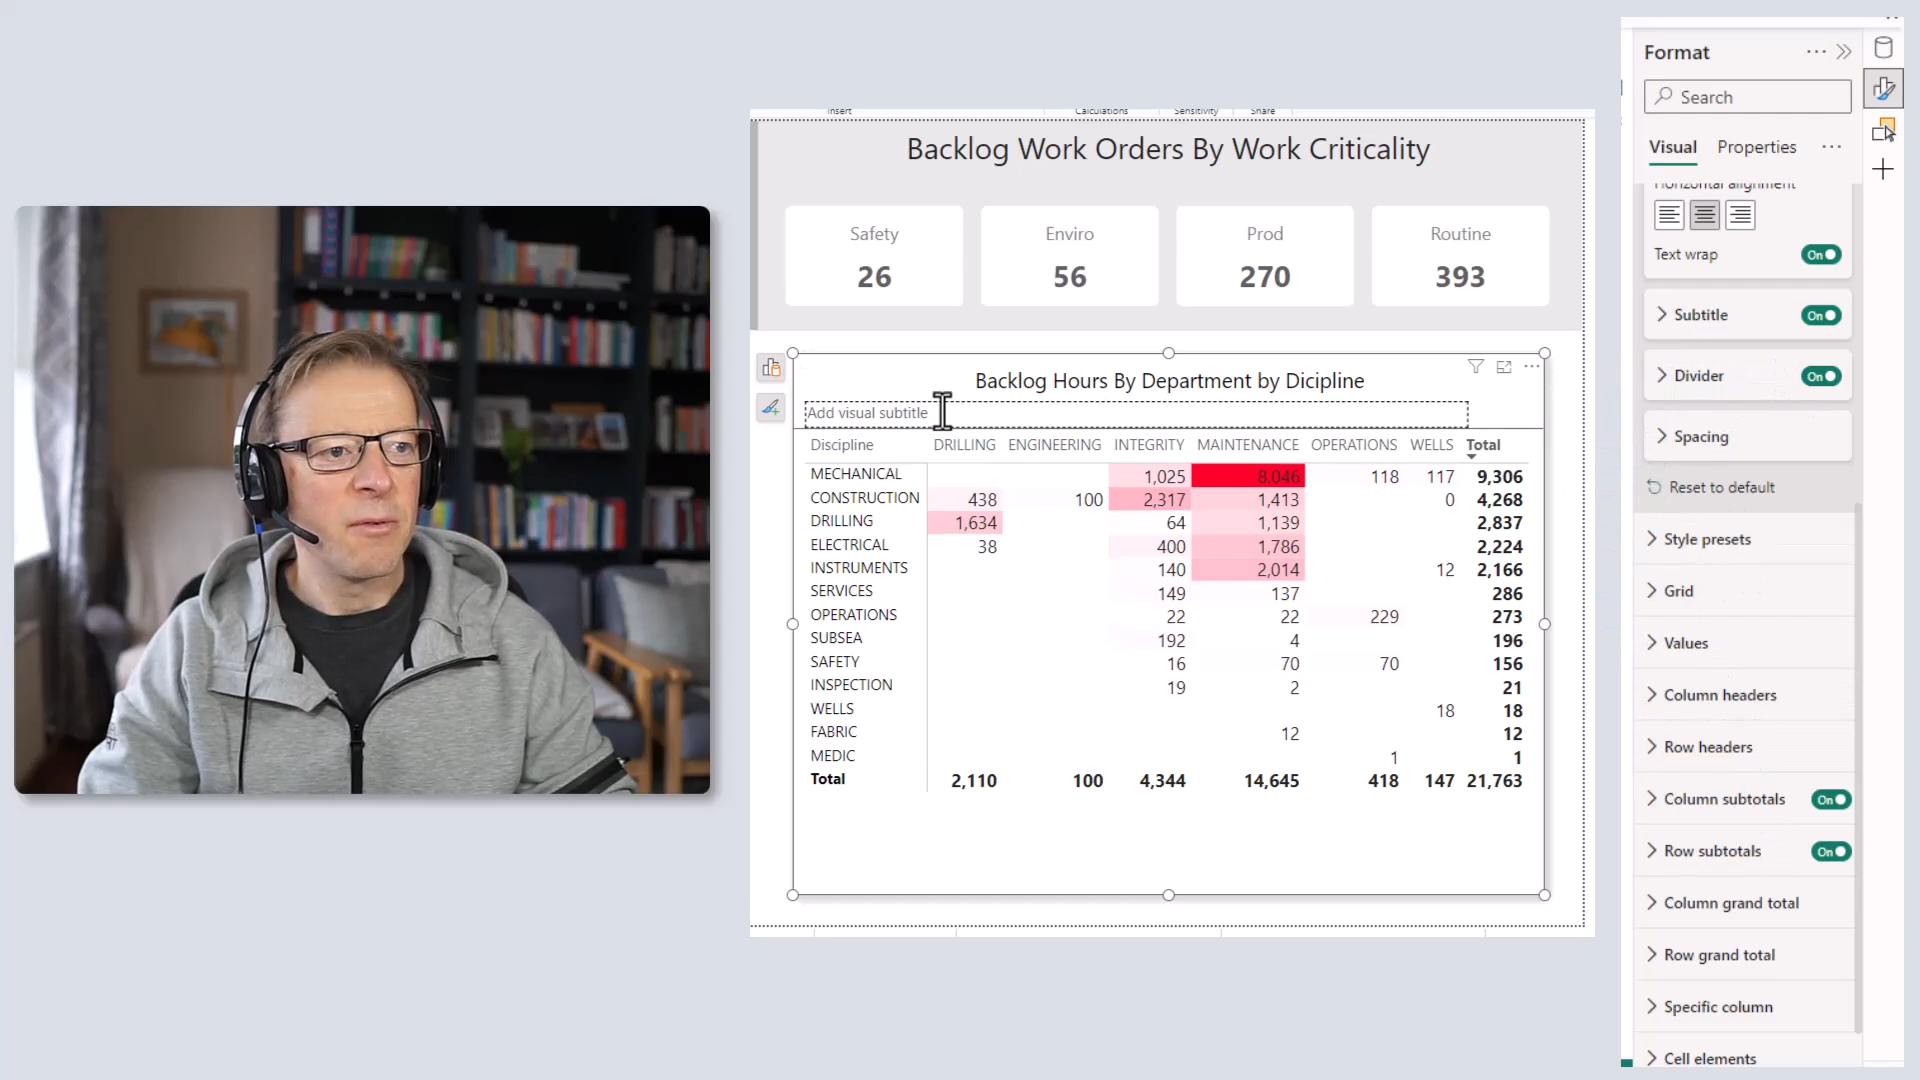 Insert Calculations Sensitivity Share
Backlog Work Orders By Work Criticality
Safety Enviro Prod Routine
26 56 270 393
Backlog Hours By Department by Dicipline
Add visual subtitle
Discipline DRILLING ENGINEERING INTEGRITY MAINTENANCE OPERATIONS WELLS Total
MECHANICAL 1,025 8,046 118 117 9,306
CONSTRUCTION 438 100 2,317 1,413 0 4,268
DRILLING 1,634 64 1,139 2,837
ELECTRICAL 38 400 1,786 2,224
INSTRUMENTS 140 2,014 12 2,166
SERVICES 149 137 286
OPERATIONS 22 22 229 273
SUBSEA 192 4 196
SAFETY 16 70 70 156
INSPECTION 19 2 21
WELLS 18 18
FABRIC 12 12
MEDIC 1 1
Total 2,110 100 4,344 14,645 418 147 21,763
Format
Search
Visual Properties
Horizontal alignment
Text wrap On
Subtitle On
Divider On
Spacing
Reset to default
Style presets
Grid
Values
Column headers
Row headers
Column subtotals On
Row subtotals On
Column grand total
Row grand total
Specific column
Cell elements